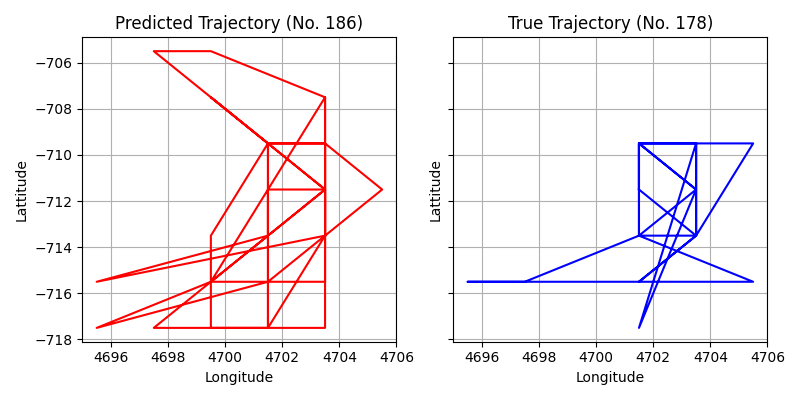 Predicted Trajectory (No. 186)
True Trajectory (No. 178)
−706
−708
−710
−712
−714
−716
−718
Lattitude
Lattitude
4696 4698 4700 4702 4704 4706
4696 4698 4700 4702 4704 4706
Longitude
Longitude